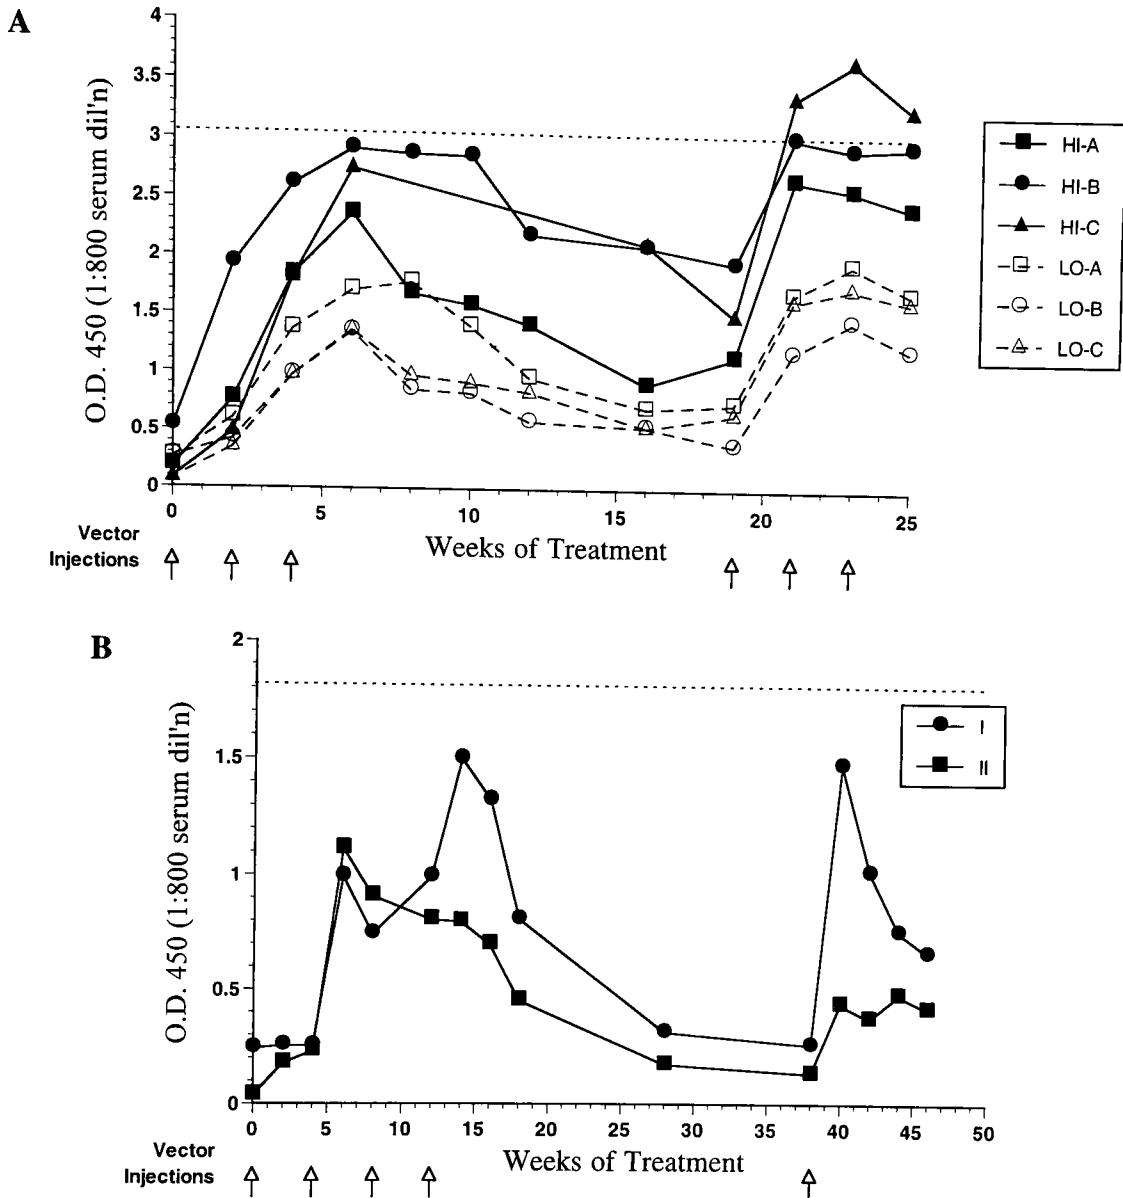 A
O.D. 450 (1:800 serum dil'n)
4
3.5
3
2.5
2
1.5
1
0.5
0
0 5 10 15 20 25
Weeks of Treatment
Vector
Injections
HI-A
HI-B
HI-C
LO-A
LO-B
LO-C
B
O.D. 450 (1:800 serum dil'n)
2
1.5
1
0.5
0
0 5 10 15 20 25 30 35 40 45 50
Weeks of Treatment
Vector
Injections
I
II